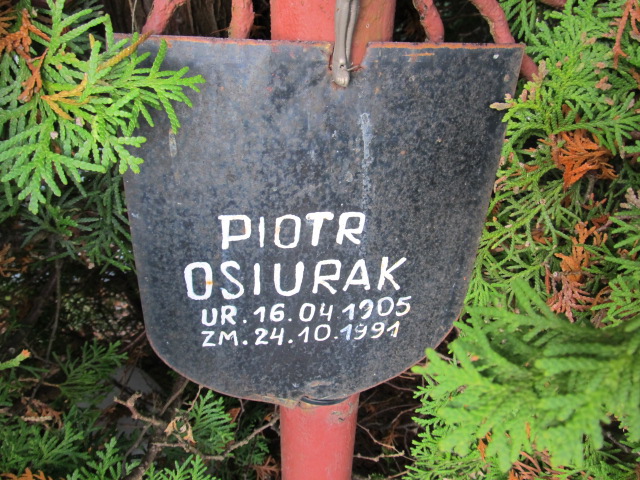 PIOTR
OSIURAK
UR. 16.04 1905
ZM. 24.10.1991